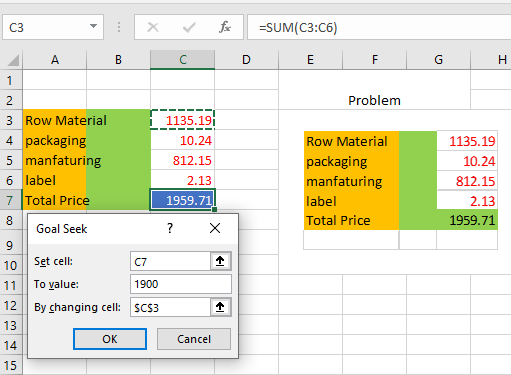 C3 fx =SUM(C3:C6)
A B C D E F G H
1
2 Problem
3 Row Material 1135.19
4 packaging 10.24 Row Material 1135.19
5 manfaturing 812.15 packaging 10.24
6 label 2.13 manfaturing 812.15
7 Total Price 1959.71 label 2.13
8 Total Price 1959.71
Goal Seek ? ×
9
Set cell: C7
10
To value: 1900
11
By changing cell: $C$3
12
13
OK Cancel
14
15